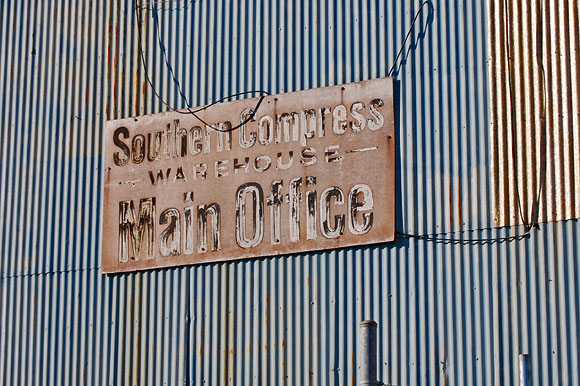 Southern Compress
WAREHOUSE
Main Office